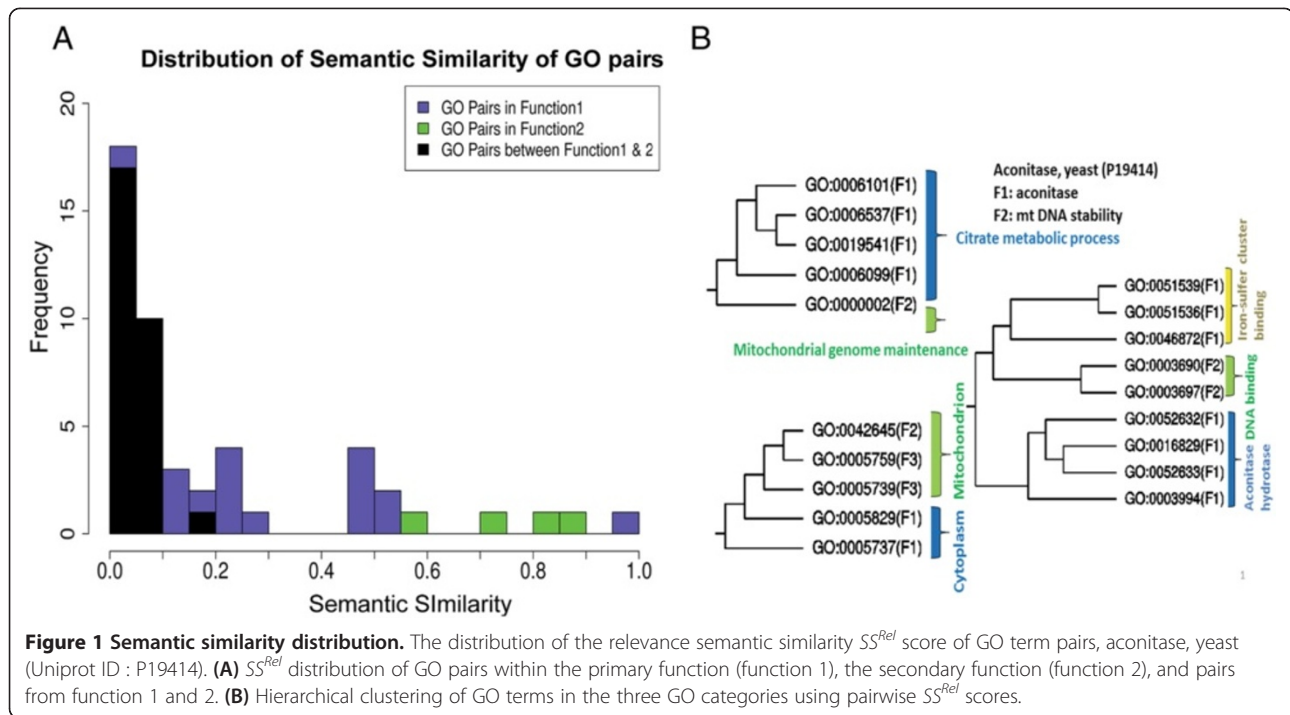 A
Distribution of Semantic Similarity of GO pairs
GO Pairs in Function1
GO Pairs in Function2
GO Pairs between Function1 & 2
Frequency
20
15
10
5
0
0.0 0.2 0.4 0.6 0.8 1.0
Semantic SImilarity
B
Aconitase, yeast (P19414)
F1: aconitase
F2: mt DNA stability
GO:0006101(F1)
GO:0006537(F1)
GO:0019541(F1)
GO:0006099(F1)
GO:0000002(F2)
Citrate metabolic process
Mitochondrial genome maintenance
GO:0042645(F2)
GO:0005759(F3)
GO:0005739(F3)
GO:0005829(F1)
GO:0005737(F1)
Mitochondrion
Cytoplasm
GO:0051539(F1)
GO:0051536(F1)
GO:0046872(F1)
GO:0003690(F2)
GO:0003697(F2)
GO:0052632(F1)
GO:0016829(F1)
GO:0052633(F1)
GO:0003994(F1)
Iron-sulfer cluster
binding
DNA binding
Aconitase
hydrotase
1
Figure 1 Semantic similarity distribution. The distribution of the relevance semantic similarity SS^Rel score of GO term pairs, aconitase, yeast
(Uniprot ID : P19414). (A) SS^Rel distribution of GO pairs within the primary function (function 1), the secondary function (function 2), and pairs
from function 1 and 2. (B) Hierarchical clustering of GO terms in the three GO categories using pairwise SS^Rel scores.